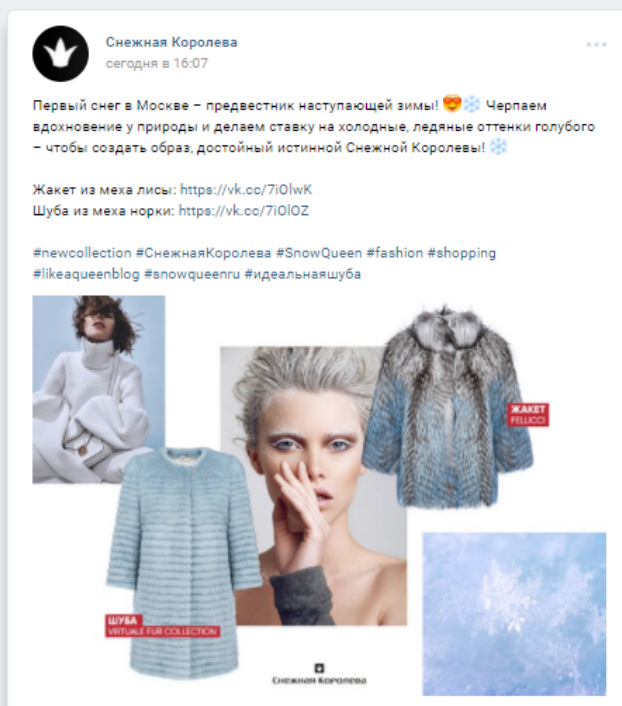 Снежная Королева
сегодня в 16:07
Первый снег в Москве – предвестник наступающей зимы! 😍❄ Черпаем
вдохновение у природы и делаем ставку на холодные, ледяные оттенки голубого
– чтобы создать образ, достойный истинной Снежной Королевы! ❄
Жакет из меха лисы: https://vk.cc/7iOlwK
Шуба из меха норки: https://vk.cc/7iOlOZ
#newcollection #СнежнаяКоролева #SnowQueen #fashion #shopping
#likeaqueenblog #snowqueenru #идеальнаяшуба
ЖАКЕТ
FELLICCI
ШУБА
VIRTUALE FUR COLLECTION
Снежная Королева